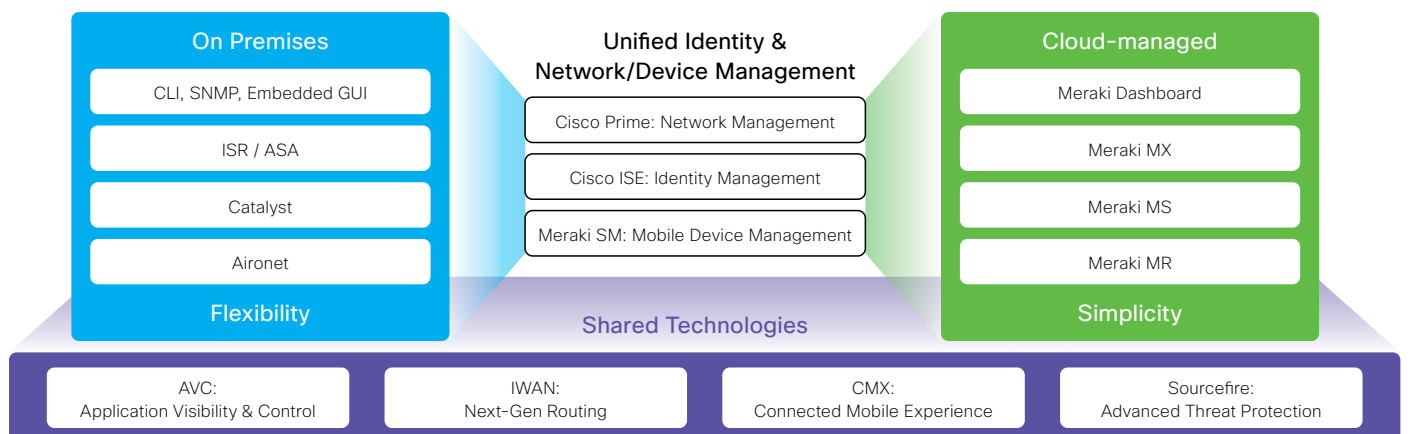 On Premises
CLI, SNMP, Embedded GUI
ISR / ASA
Catalyst
Aironet
Flexibility
Unified Identity &
Network/Device Management
Cisco Prime: Network Management
Cisco ISE: Identity Management
Meraki SM: Mobile Device Management
Cloud-managed
Meraki Dashboard
Meraki MX
Meraki MS
Meraki MR
Simplicity
Shared Technologies
AVC:
Application Visibility & Control
IWAN:
Next-Gen Routing
CMX:
Connected Mobile Experience
Sourcefire:
Advanced Threat Protection